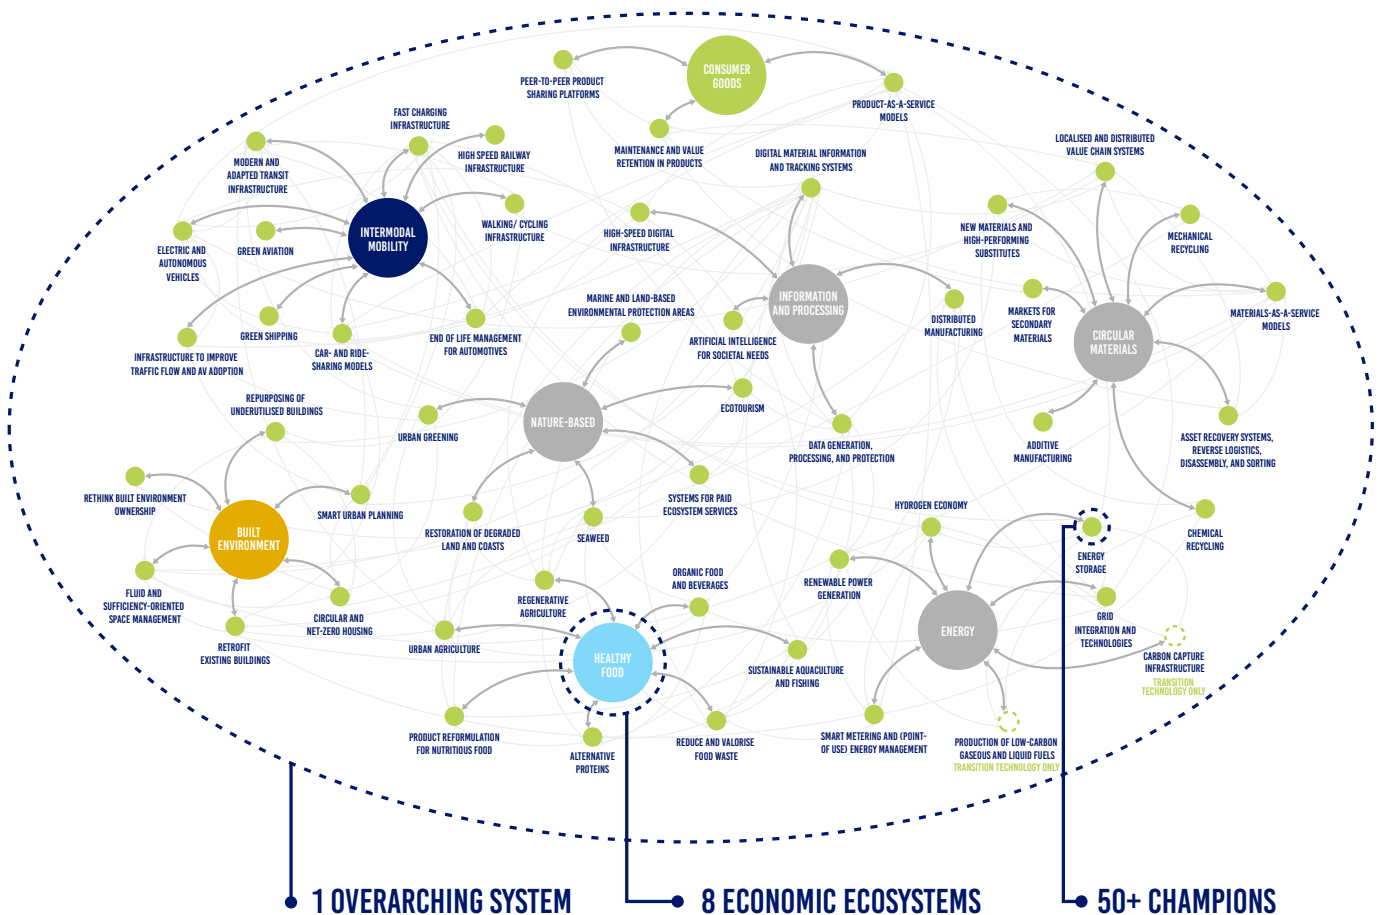 CONSUMER
GOODS
PEER-TO-PEER PRODUCT
SHARING PLATFORMS
PRODUCT-AS-A-SERVICE
MODELS
MAINTENANCE AND VALUE
RETENTION IN PRODUCTS
FAST CHARGING
INFRASTRUCTURE
HIGH SPEED RAILWAY
INFRASTRUCTURE
MODERN AND
ADAPTED TRANSIT
INFRASTRUCTURE
INTERMODAL
MOBILITY
WALKING/ CYCLING
INFRASTRUCTURE
ELECTRIC AND
AUTONOMOUS
VEHICLES
GREEN AVIATION
GREEN SHIPPING
INFRASTRUCTURE TO IMPROVE
TRAFFIC FLOW AND AV ADOPTION
CAR- AND RIDE-
SHARING MODELS
END OF LIFE MANAGEMENT
FOR AUTOMOTIVES
DIGITAL MATERIAL INFORMATION
AND TRACKING SYSTEMS
HIGH-SPEED DIGITAL
INFRASTRUCTURE
INFORMATION
AND PROCESSING
ARTIFICIAL INTELLIGENCE
FOR SOCIETAL NEEDS
DISTRIBUTED
MANUFACTURING
DATA GENERATION,
PROCESSING, AND PROTECTION
LOCALISED AND DISTRIBUTED
VALUE CHAIN SYSTEMS
NEW MATERIALS AND
HIGH-PERFORMING
SUBSTITUTES
MECHANICAL
RECYCLING
MARKETS FOR
SECONDARY
MATERIALS
CIRCULAR
MATERIALS
MATERIALS-AS-A-SERVICE
MODELS
ADDITIVE
MANUFACTURING
ASSET RECOVERY SYSTEMS,
REVERSE LOGISTICS,
DISASSEMBLY, AND SORTING
CHEMICAL
RECYCLING
MARINE AND LAND-BASED
ENVIRONMENTAL PROTECTION AREAS
NATURE-BASED
ECOTOURISM
URBAN GREENING
RESTORATION OF DEGRADED
LAND AND COASTS
SEAWEED
SYSTEMS FOR PAID
ECOSYSTEM SERVICES
REPURPOSING OF
UNDERUTILISED BUILDINGS
RETHINK BUILT ENVIRONMENT
OWNERSHIP
SMART URBAN PLANNING
BUILT
ENVIRONMENT
FLUID AND
SUFFICIENCY-ORIENTED
SPACE MANAGEMENT
RETROFIT
EXISTING BUILDINGS
CIRCULAR AND
NET-ZERO HOUSING
REGENERATIVE
AGRICULTURE
ORGANIC FOOD
AND BEVERAGES
URBAN AGRICULTURE
HEALTHY
FOOD
SUSTAINABLE AQUACULTURE
AND FISHING
PRODUCT REFORMULATION
FOR NUTRITIOUS FOOD
ALTERNATIVE
PROTEINS
REDUCE AND VALORISE
FOOD WASTE
HYDROGEN ECONOMY
RENEWABLE POWER
GENERATION
ENERGY
STORAGE
ENERGY
GRID
INTEGRATION AND
TECHNOLOGIES
CARBON CAPTURE
INFRASTRUCTURE
TRANSITION
TECHNOLOGY ONLY
SMART METERING AND (POINT-
OF USE) ENERGY MANAGEMENT
PRODUCTION OF LOW-CARBON
GASEOUS AND LIQUID FUELS
TRANSITION TECHNOLOGY ONLY
1 OVERARCHING SYSTEM
8 ECONOMIC ECOSYSTEMS
50+ CHAMPIONS